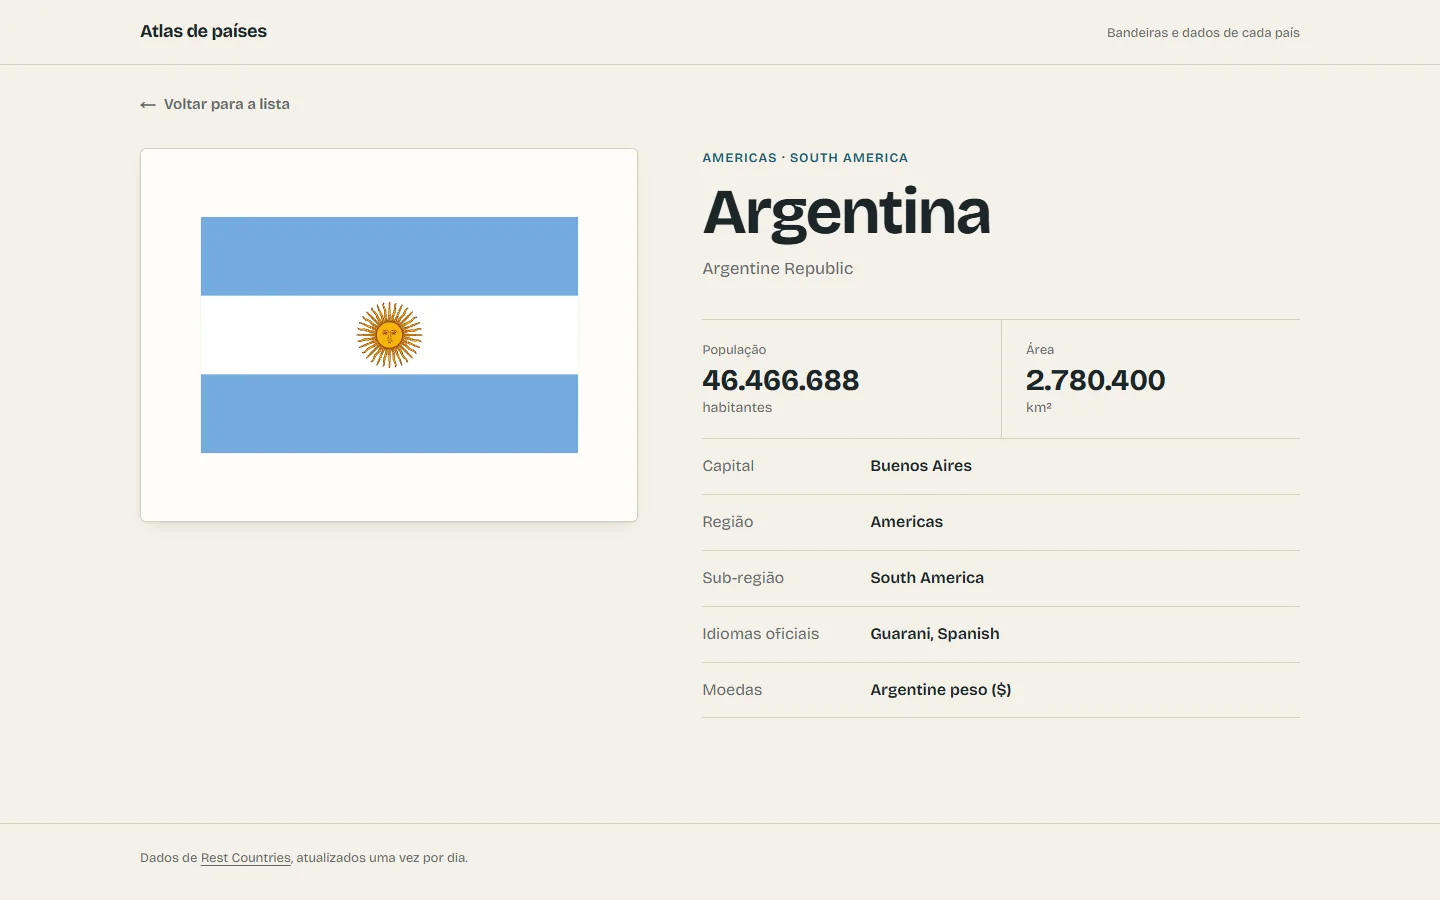 Atlas de países
Bandeiras e dados de cada país
← Voltar para a lista
AMERICAS · SOUTH AMERICA
Argentina
Argentine Republic
População
46.466.688
habitantes
Área
2.780.400
km²
Capital Buenos Aires
Região Americas
Sub-região South America
Idiomas oficiais Guarani, Spanish
Moedas Argentine peso ($)
Dados de Rest Countries, atualizados uma vez por dia.